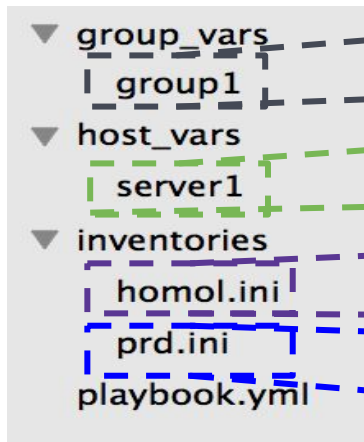 group_vars
group1
host_vars
server1
inventories
homol.ini
prd.ini
playbook.yml